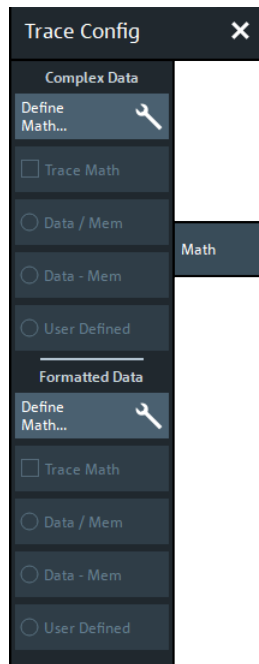 Trace Config
Complex Data
Define
Math...
Trace Math
Data / Mem
Math
Data - Mem
User Defined
Formatted Data
Define
Math...
Trace Math
Data / Mem
Data - Mem
User Defined